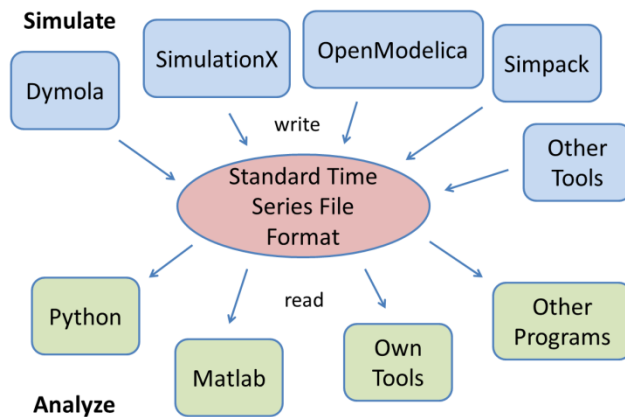 Simulate
Dymola
SimulationX
OpenModelica
Simpack
write
Other
Tools
Standard Time
Series File
Format
read
Python
Matlab
Own
Tools
Other
Programs
Analyze